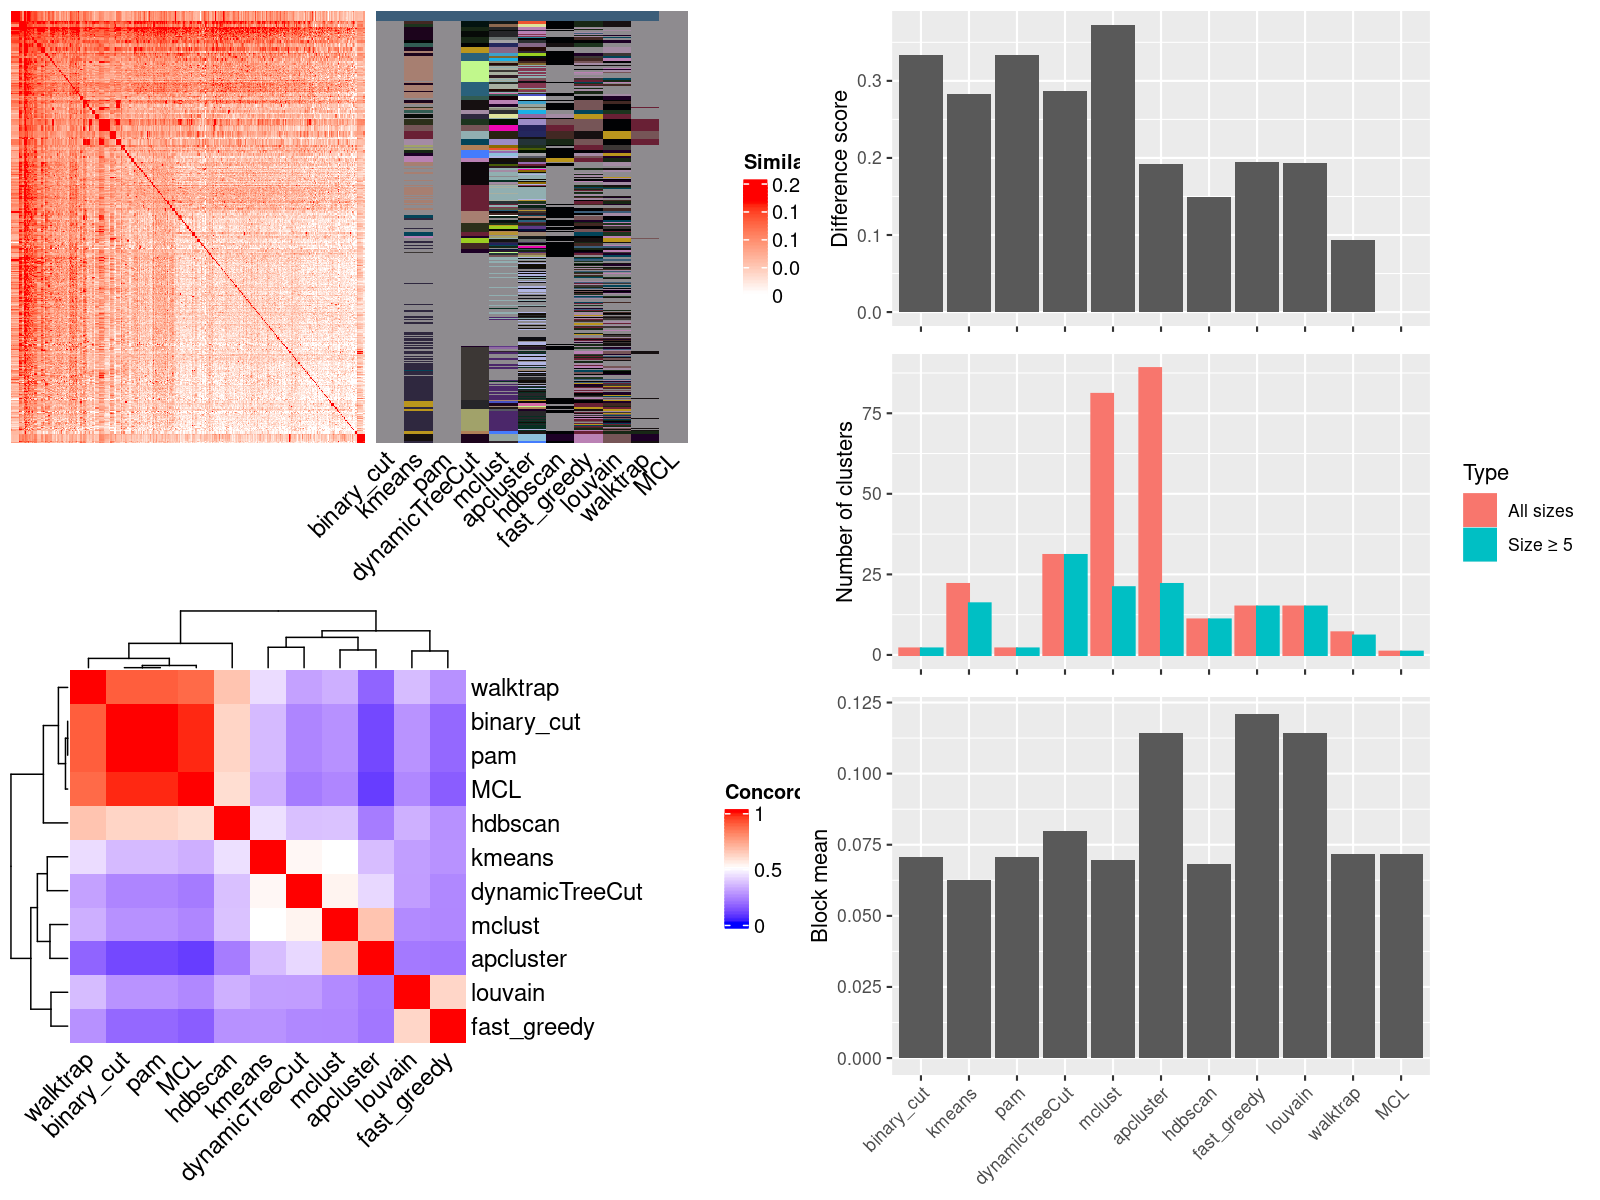 binary_cut
kmeans
pam
dynamicTreeCut
mclust
apcluster
hdbscan
fast_greedy
louvain
walktrap
MCL
Simila
0.2
0.1
0.1
0.0
0
walktrap
binary_cut
pam
MCL
hdbscan
kmeans
dynamicTreeCut
mclust
apcluster
louvain
fast_greedy
walktrap
binary_cut
pam
MCL
hdbscan
kmeans
dynamicTreeCut
mclust
apcluster
louvain
fast_greedy
Concord
1
0.5
0
Difference score
0.3
0.2
0.1
0.0
Number of clusters
75
50
25
0
Type
All sizes
Size ≥ 5
Block mean
0.125
0.100
0.075
0.050
0.025
0.000
binary_cut
kmeans
pam
dynamicTreeCut
mclust
apcluster
hdbscan
fast_greedy
louvain
walktrap
MCL